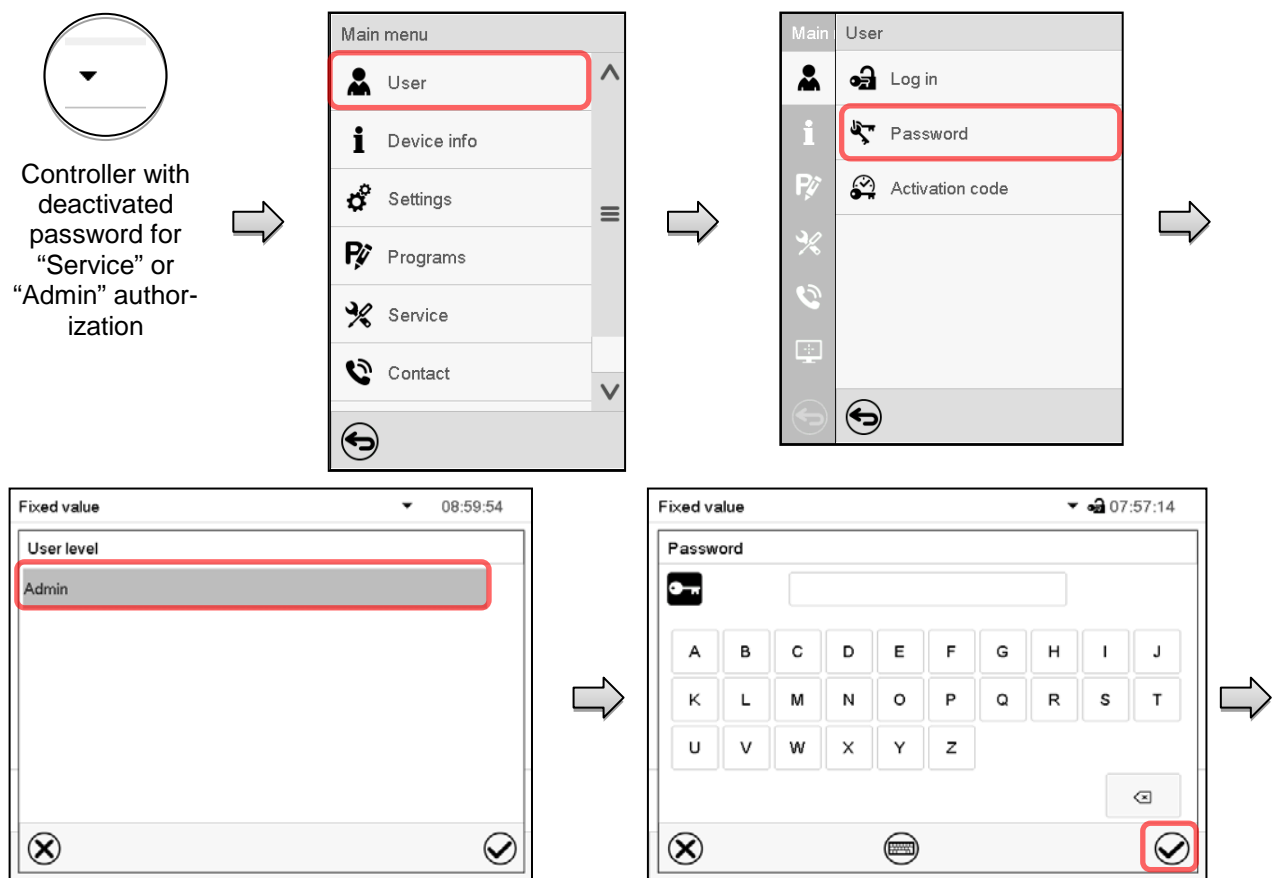 Controller with
deactivated
password for
“Service” or
“Admin” author-
ization
Main menu
User
Device info
Settings
Programs
Service
Contact
Main
User
Log in
Password
Activation code
Fixed value 08:59:54
User level
Admin
Fixed value 07:57:14
Password
A B C D E F G H I J
K L M N O P Q R S T
U V W X Y Z